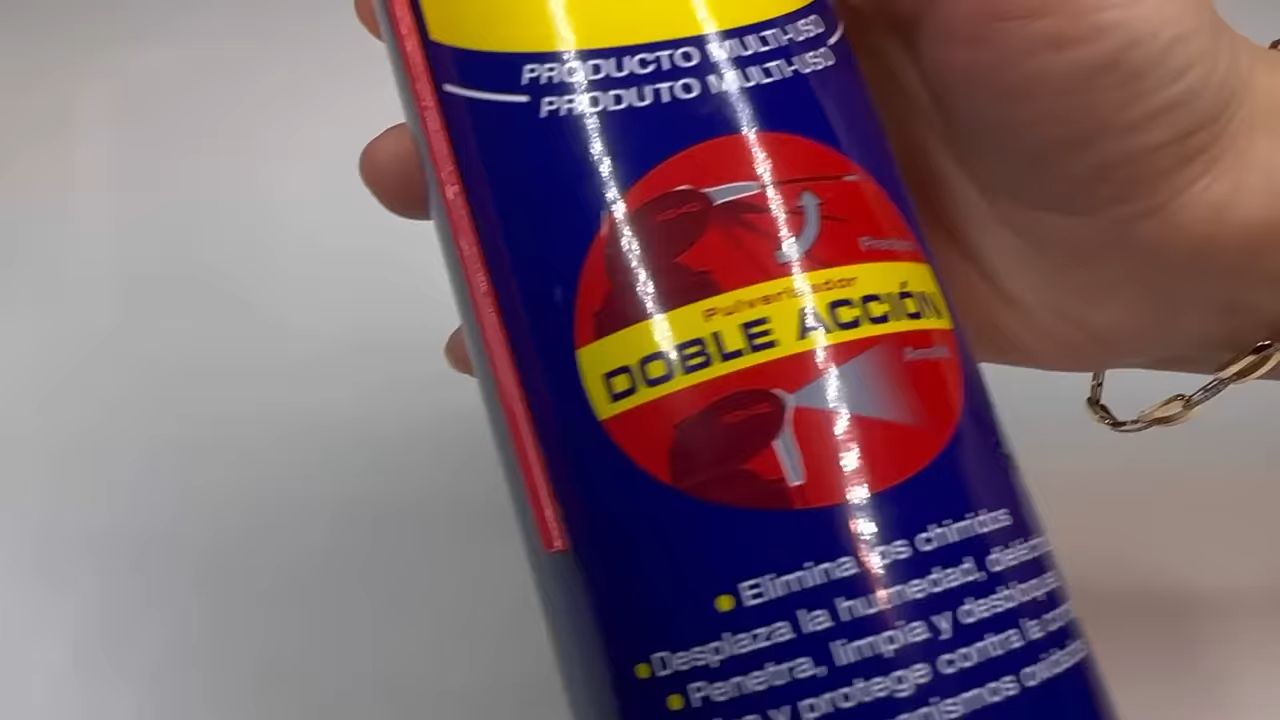 PRODUCTO MULTI-USO
PRODUTO MULTI-USO
Pulverizador
DOBLE ACCIÓN
• Elimina los chirridos
• Desplaza la humedad,
• Penetra, limpia y
y protege contra la